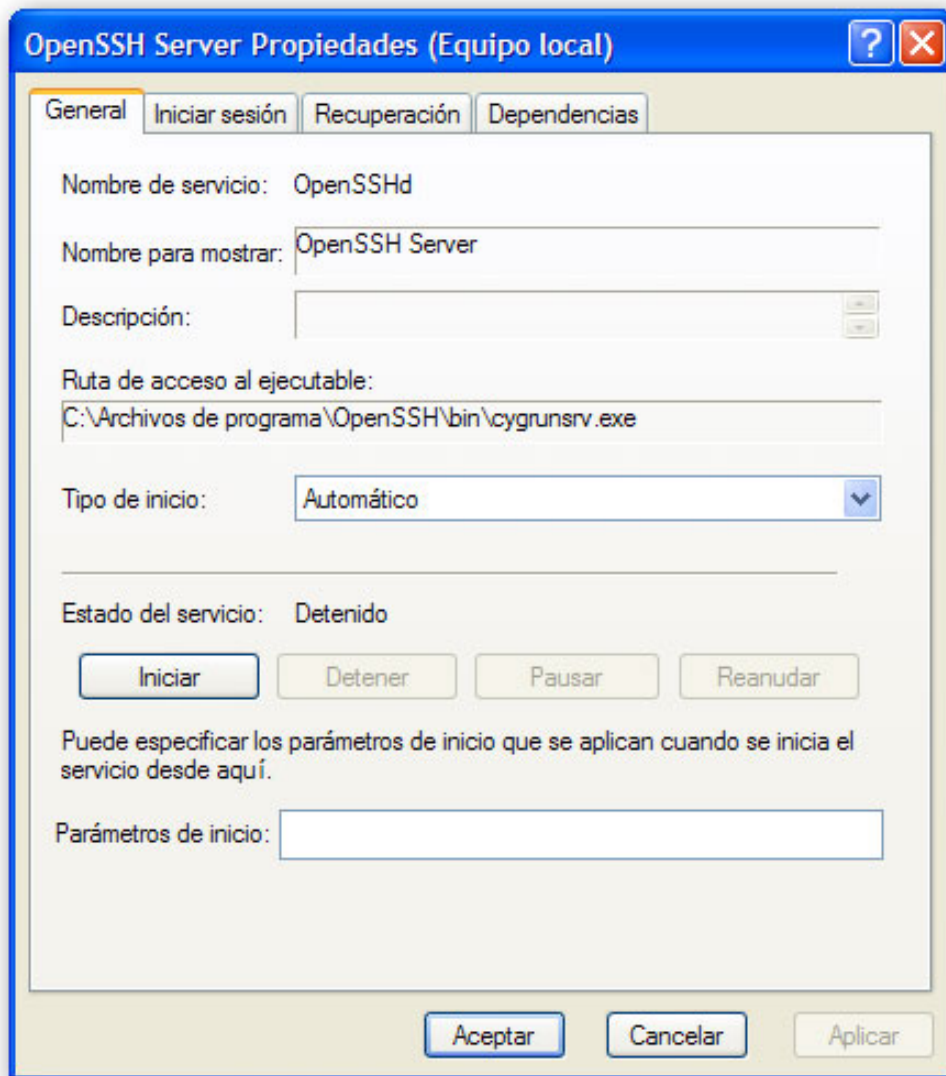 OpenSSH Server Propiedades (Equipo local)
General Iniciar sesión Recuperación Dependencias
Nombre de servicio: OpenSSHd
Nombre para mostrar: OpenSSH Server
Descripción:
Ruta de acceso al ejecutable:
C:\Archivos de programa\OpenSSH\bin\cygrunsrv.exe
Tipo de inicio: Automático
Estado del servicio: Detenido
Iniciar Detener Pausar Reanudar
Puede especificar los parámetros de inicio que se aplican cuando se inicia el
servicio desde aquí.
Parámetros de inicio:
Aceptar Cancelar Aplicar